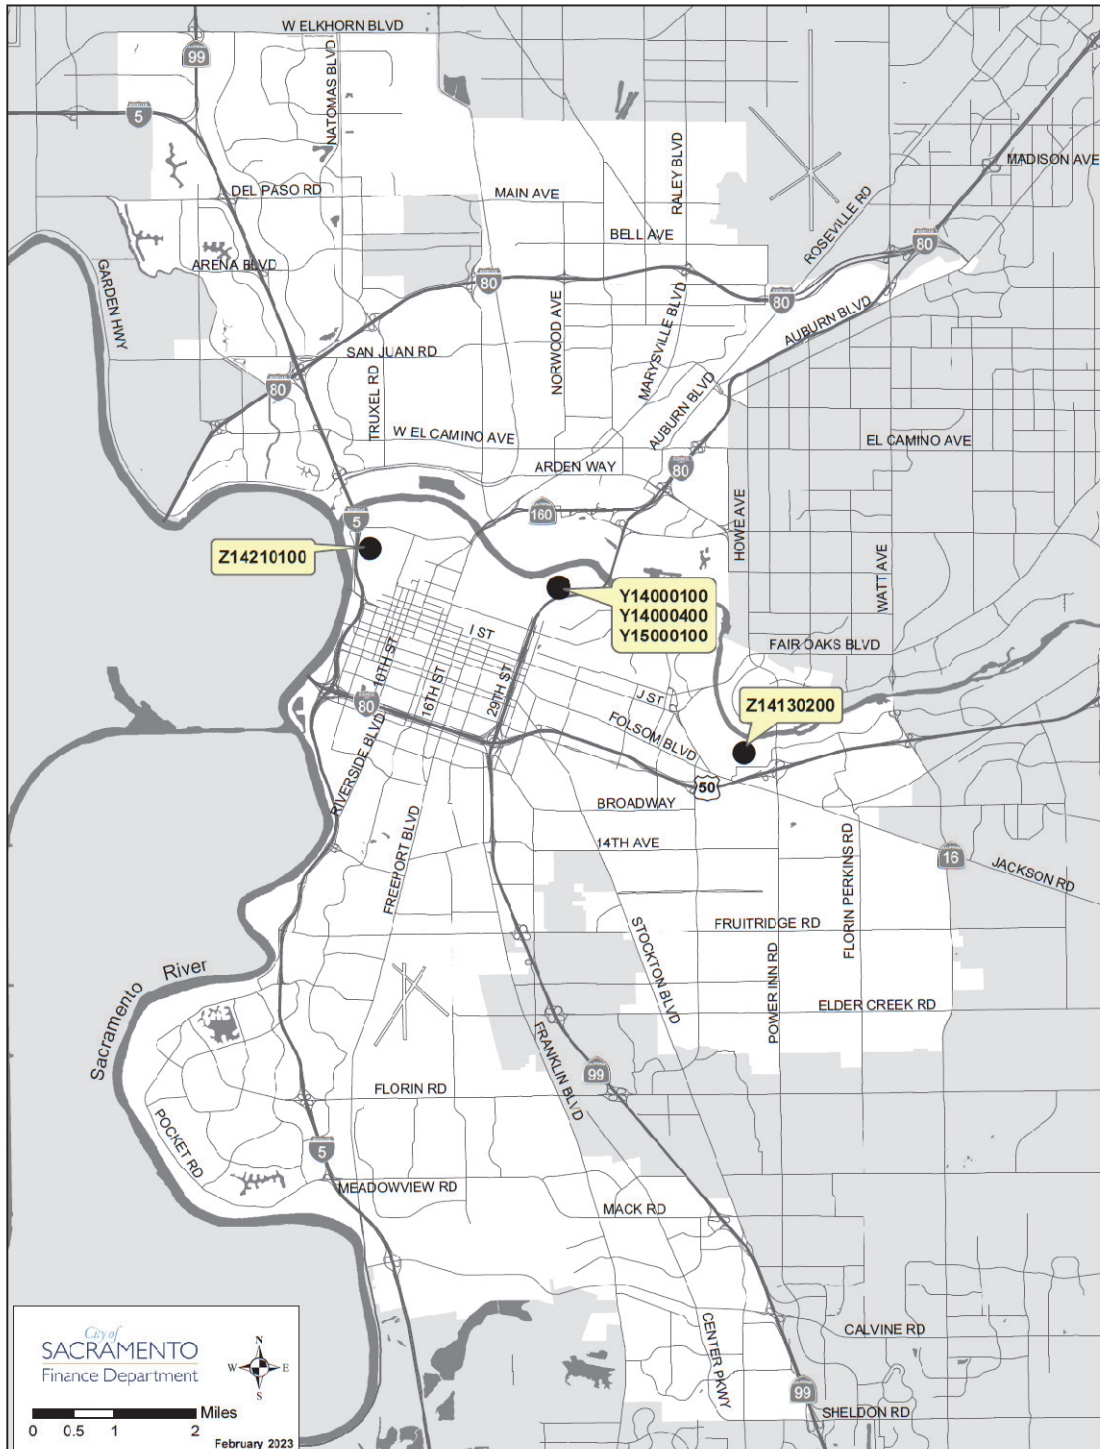 W ELKHORN BLVD
99
NATOMAS BLVD
5
RALEY BLVD
MADISON AVE
DEL PASO RD
MAIN AVE
ROSEVILLE RD
BELL AVE
80
ARENA BLVD
GARDEN HWY
80
80
NORWOOD AVE
MARYSVILLE BLVD
AUBURN BLVD
SAN JUAN RD
80
TRUXEL RD
AUBURN BLVD
W EL CAMINO AVE
EL CAMINO AVE
ARDEN WAY
80
160
5
HOWE AVE
WATT AVE
Z14210100
Y14000100
Y14000400
Y15000100
I ST
FAIR OAKS BLVD
10TH ST
16TH ST
29TH ST
J ST
Z14130200
80
FOLSOM BLVD
RIVERSIDE BLVD
50
BROADWAY
FREEPORT BLVD
14TH AVE
FLORIN PERKINS RD
16
JACKSON RD
FRUITRIDGE RD
STOCKTON BLVD
POWER INN RD
Sacramento River
ELDER CREEK RD
FRANKLIN BLVD
99
FLORIN RD
POCKET RD
5
MEADOWVIEW RD
MACK RD
CENTER PKWY
CALVINE RD
99
SHELDON RD
City of
SACRAMENTO
Finance Department
N
W E
S
Miles
0 0.5 1 2
February 2023